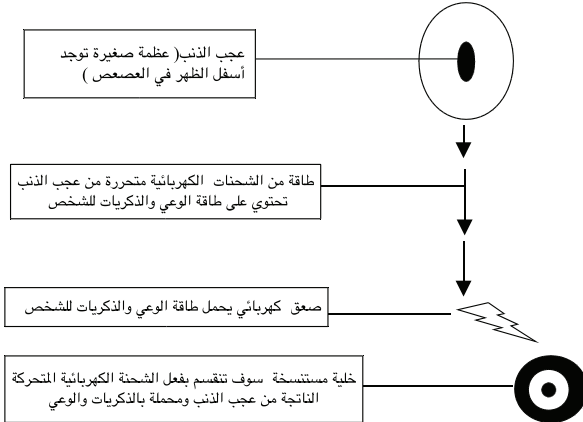 عجب الذنب( عظمة صغيرة توجد
أسفل الظهر في العصعص )
طاقة من الشحنات الكهربائية متحررة من عجب الذنب
تحتوي على طاقة الوعي والذكريات للشخص
صعق كهربائي يحمل طاقة الوعي والذكريات للشخص
خلية مستنسخة سوف تنقسم بفعل الشحنة الكهربائية المتحركة
الناتجة من عجب الذنب ومحملة بالذكريات والوعي